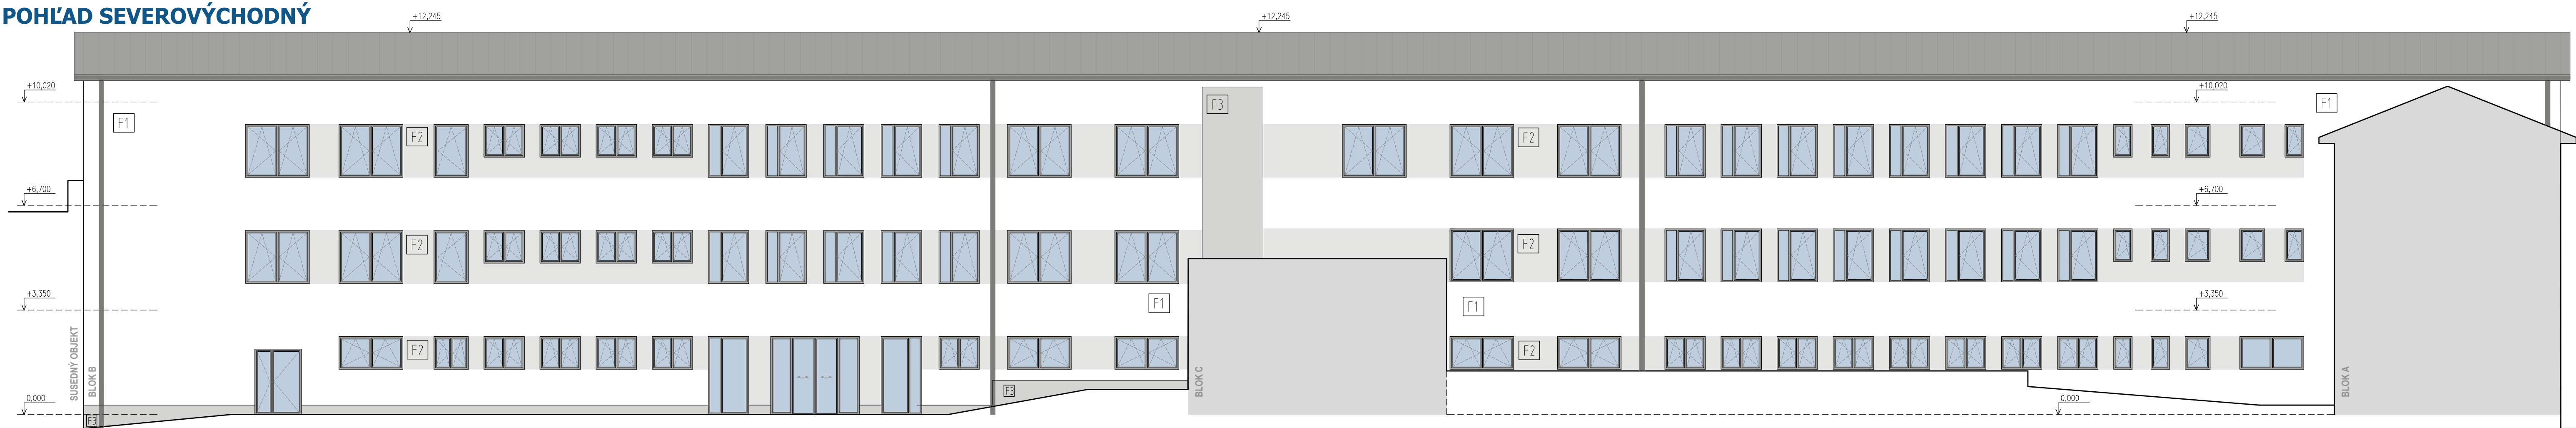 POHĽAD SEVEROVÝCHODNÝ
+12,245
+12,245
+12,245
+10,020
+10,020
F1
F3
F1
F2
F2
+6,700
+6,700
F2
F2
+3,350
+3,350
F1
F1
F2
F2
SUSEDNÝ OBJEKT
BLOK B
BLOK C
BLOK A
F3
0,000
0,000
F3